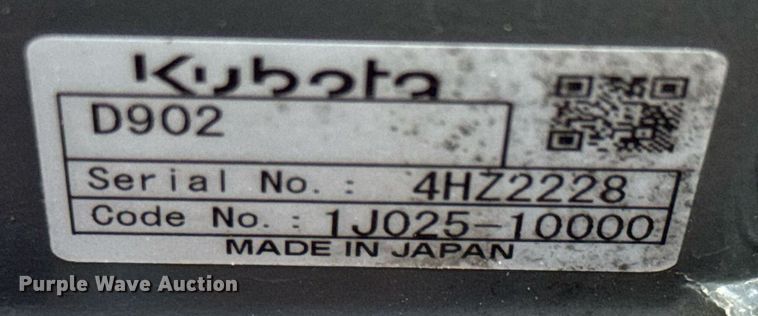 Kubota
D902
Serial No. : 4HZ2228
Code No. : 1J025-10000
MADE IN JAPAN
Purple Wave Auction